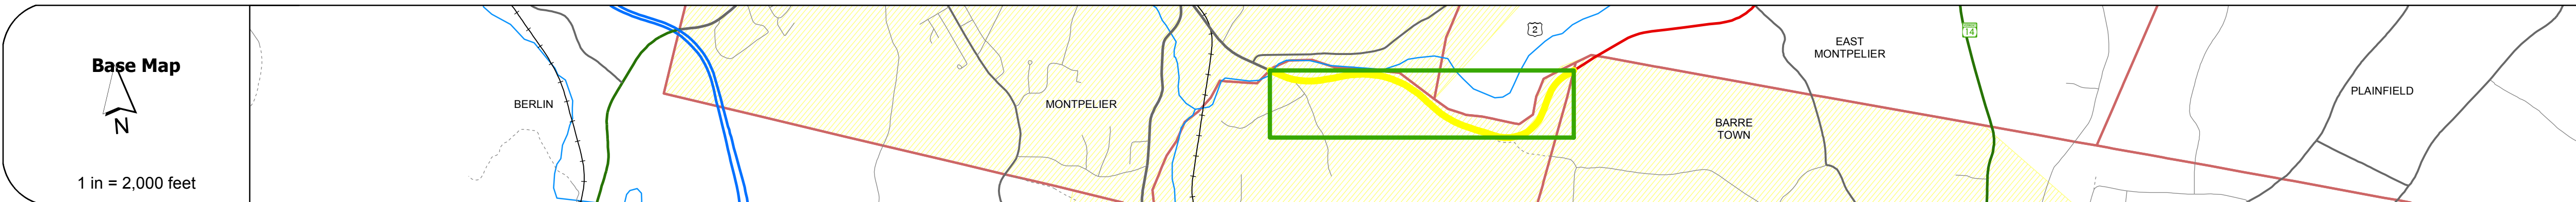 Base Map
N
1 in = 2,000 feet
BERLIN
MONTPELIER
2
BARRE
TOWN
EAST
MONTPELIER
14
PLAINFIELD